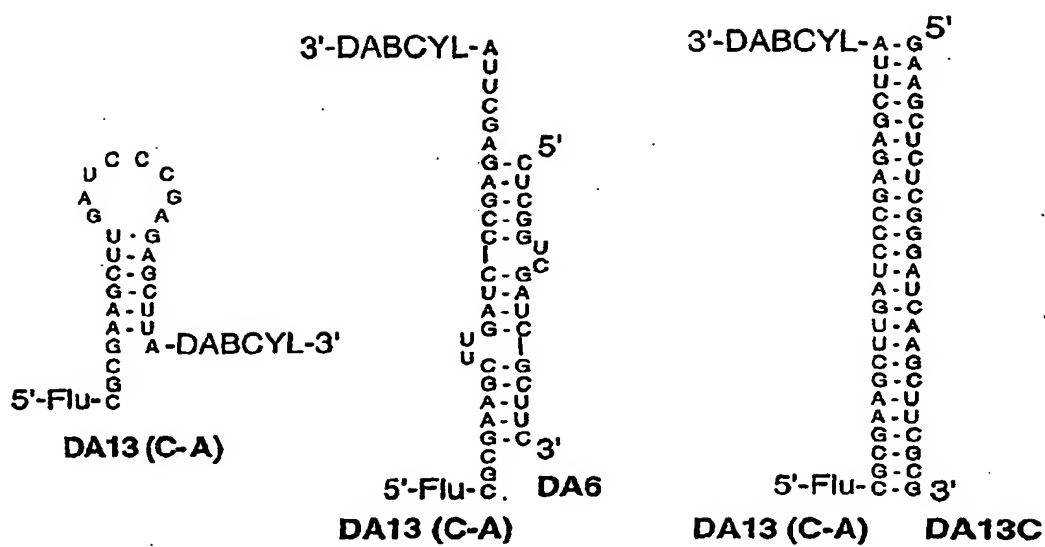 U C C C
A G
G A
U · G
U - A
C - G
G - C
A - U
A - U
G A-DABCYL-3'
C
G
5'-Flu-C
DA13 (C-A)
3'-DABCYL-A
U
U
C
G
A
G - C 5'
A - U
G - C
C - G
C - G
U
C
C - G
U - A
A - U
G - C
U
U
C - G
G - C
A - U
A - U
G - C 3'
C
G
5'-Flu-C. DA6
DA13 (C-A)
3'-DABCYL-A - G 5'
U - A
U - A
C - G
G - C
A - U
G - C
A - U
G - C
C - G
C - G
C - G
U - A
A - U
G - C
U - A
U - A
C - G
G - C
A - U
A - U
G - C
C - G
G - C
5'-Flu-C - G 3'
DA13 (C-A) DA13C